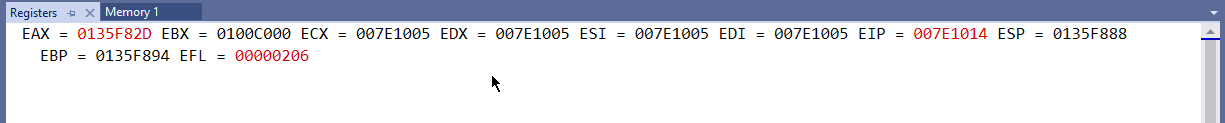 Registers Memory 1
EAX = 0135F82D EBX = 0100C000 ECX = 007E1005 EDX = 007E1005 ESI = 007E1005 EDI = 007E1005 EIP = 007E1014 ESP = 0135F888
EBP = 0135F894 EFL = 00000206